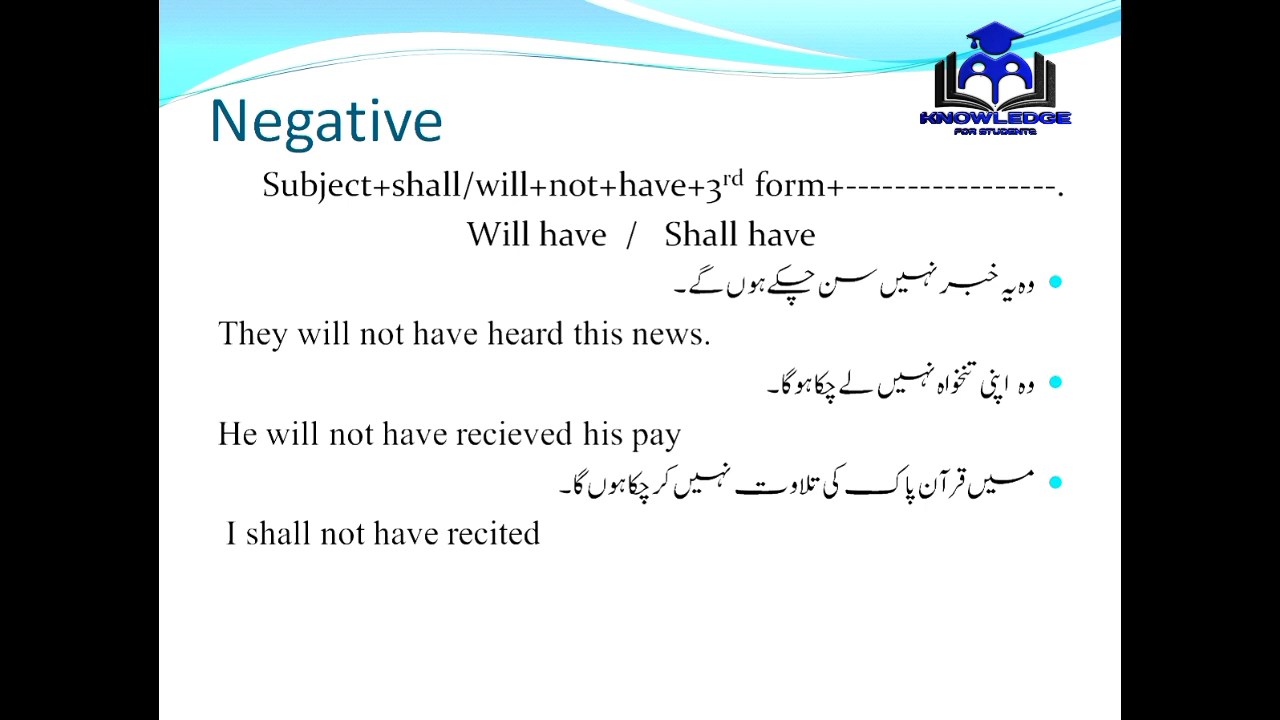 KNOWLEDGE
FOR STUDENTS
Negative
Subject+shall/will+not+have+3rd form+-----------------.
Will have / Shall have
• وہ یہ خبر نہیں سن چکے ہوں گے۔
They will not have heard this news.
• وہ اپنی تنخواہ نہیں لے چکا ہو گا۔
He will not have recieved his pay
• میں قرآن پاک کی تلاوت نہیں کر چکا ہوں گا۔
I shall not have recited